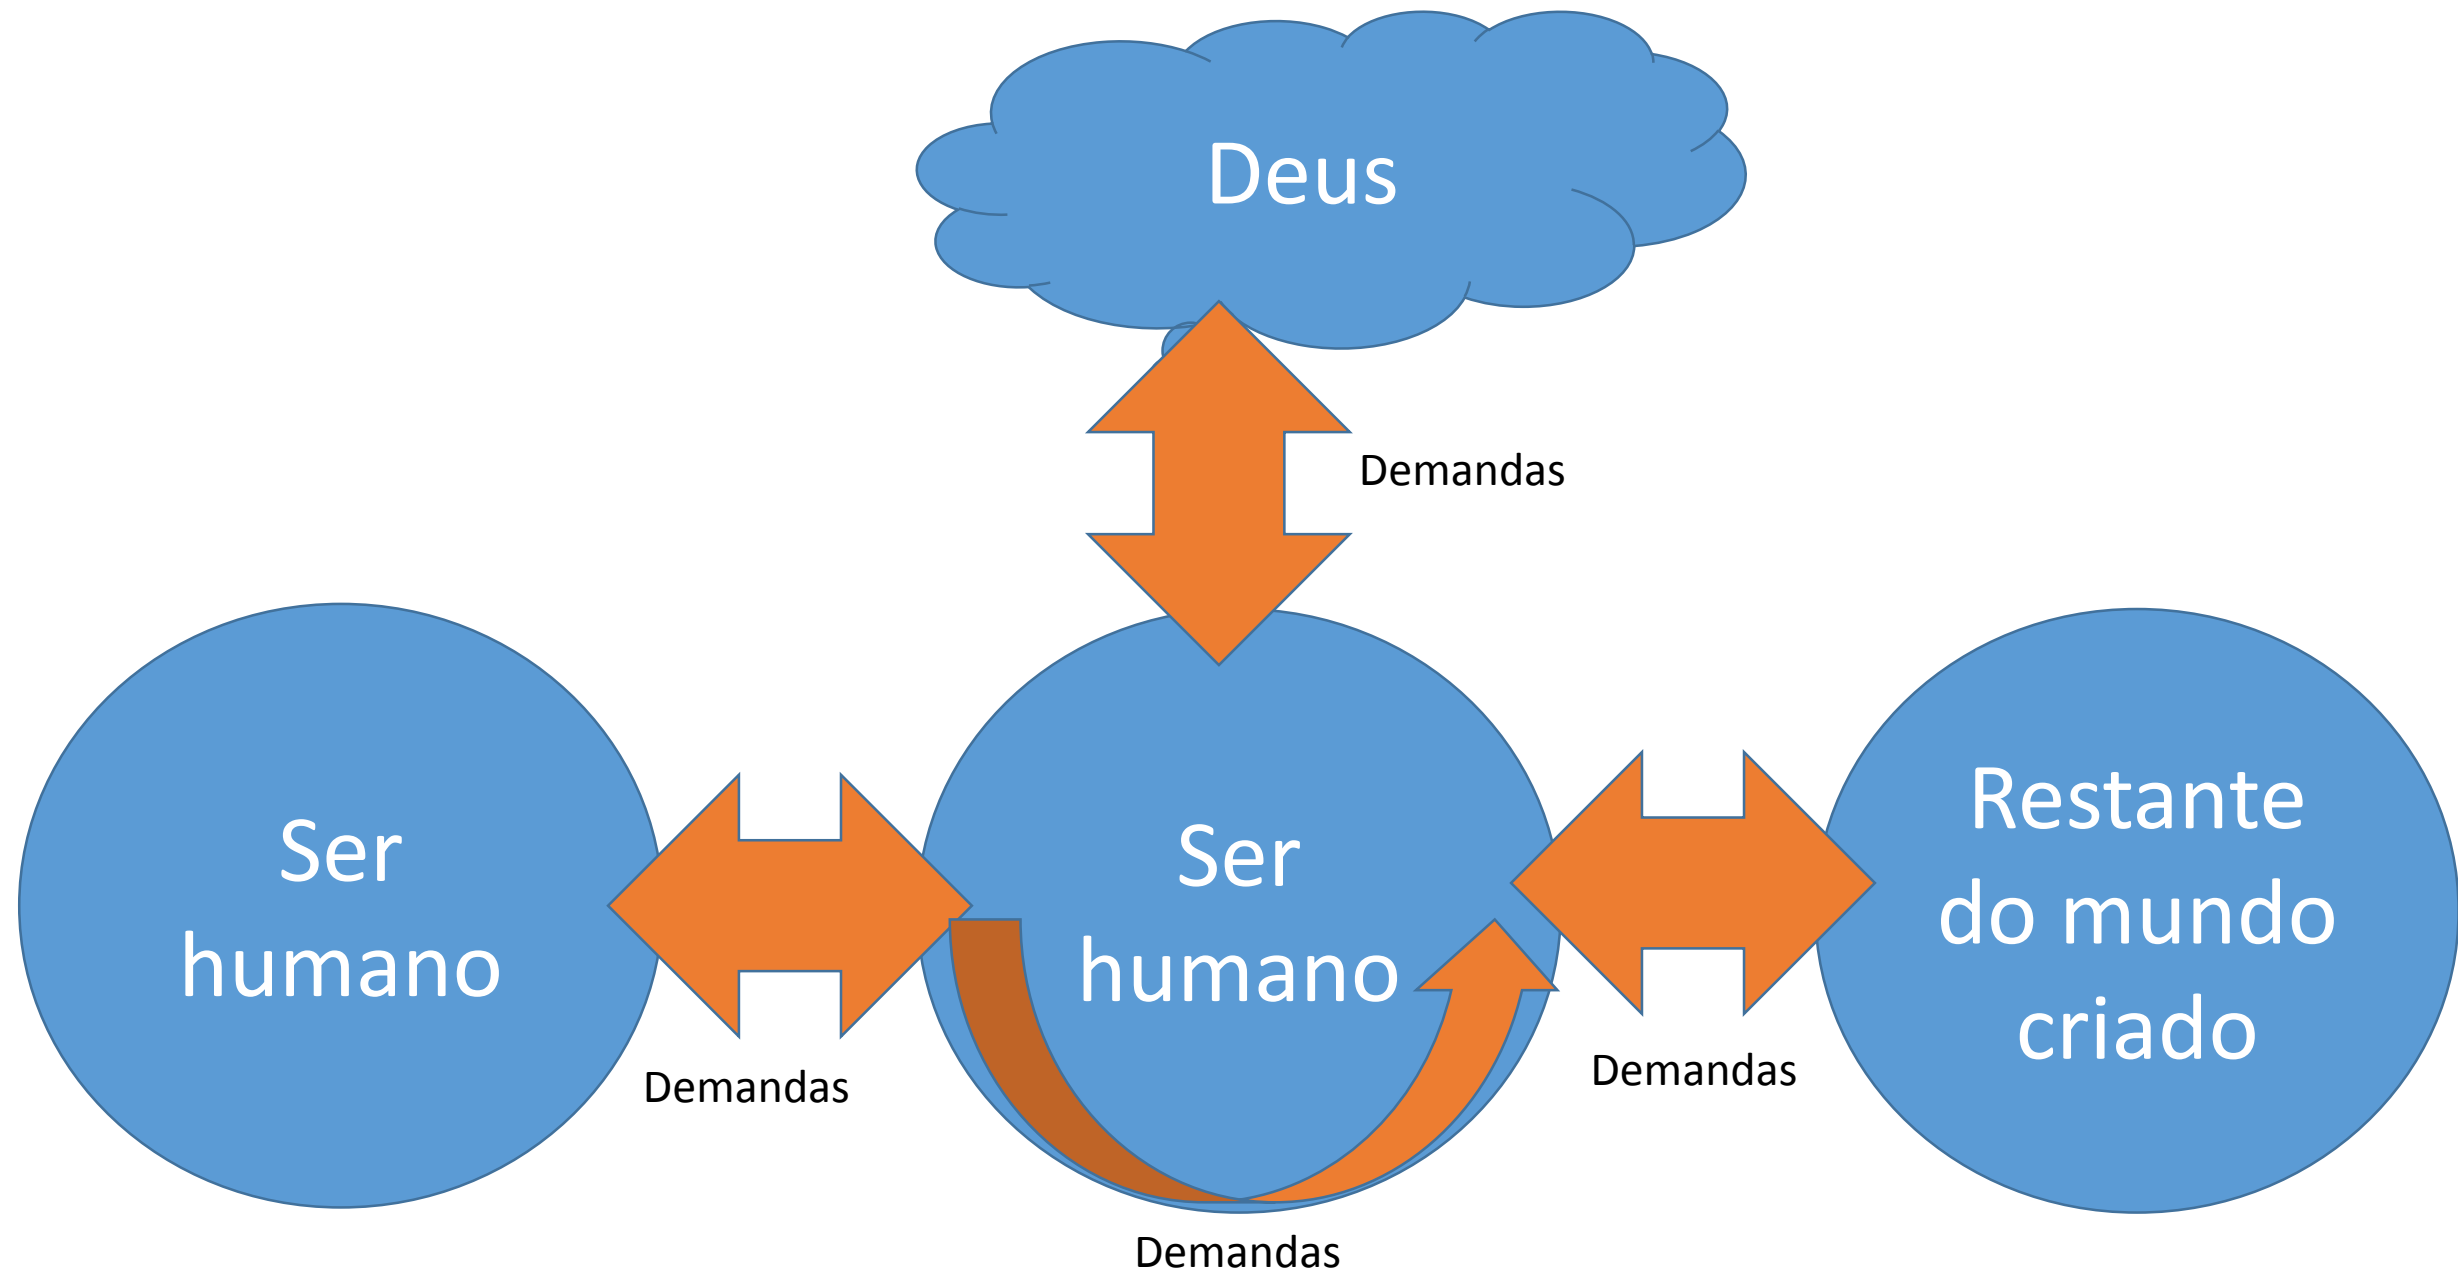 Deus
Demandas
Ser
humano
Ser
humano
Restante
do mundo
criado
Demandas
Demandas
Demandas